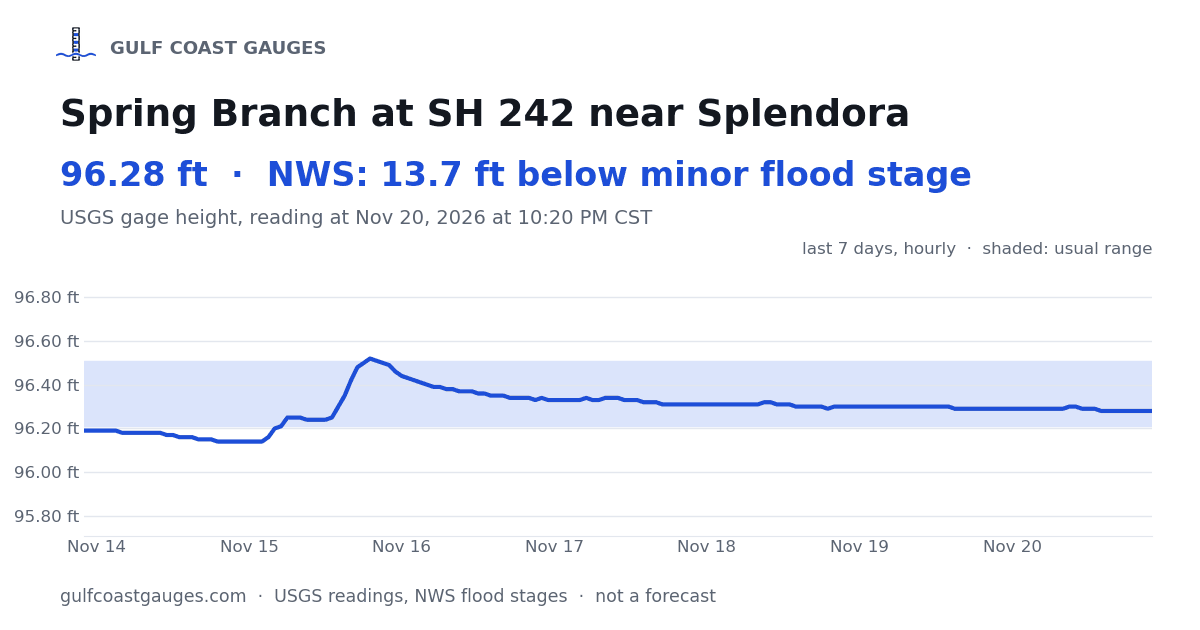 GULF COAST GAUGES
Spring Branch at SH 242 near Splendora
96.28 ft · NWS: 13.7 ft below minor flood stage
USGS gage height, reading at Nov 20, 2026 at 10:20 PM CST
last 7 days, hourly · shaded: usual range
96.80 ft
96.60 ft
96.40 ft
96.20 ft
96.00 ft
95.80 ft
Nov 14 Nov 15 Nov 16 Nov 17 Nov 18 Nov 19 Nov 20
gulfcoastgauges.com · USGS readings, NWS flood stages · not a forecast